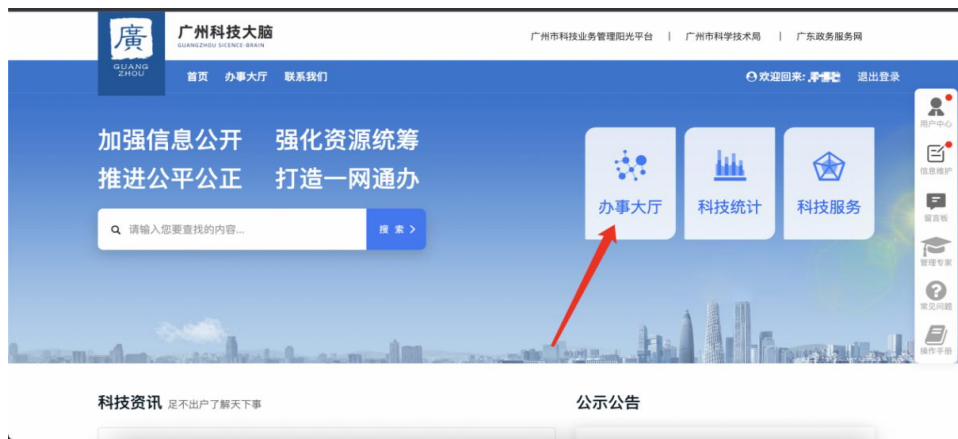 廣
GUANG
ZHOU
广州科技大脑
GUANGZHOU SICENCE BRAIN
广州市科技业务管理阳光平台 | 广州市科学技术局 | 广东政务服务网
首页 办事大厅 联系我们
欢迎回来: 退出登录
加强信息公开 强化资源统筹
推进公平公正 打造一网通办
请输入您要查找的内容...
搜 索
办事大厅 科技统计 科技服务
用户中心
信息维护
留言板
管理专家
常见问题
操作手册
科技资讯 足不出户了解天下事
公示公告